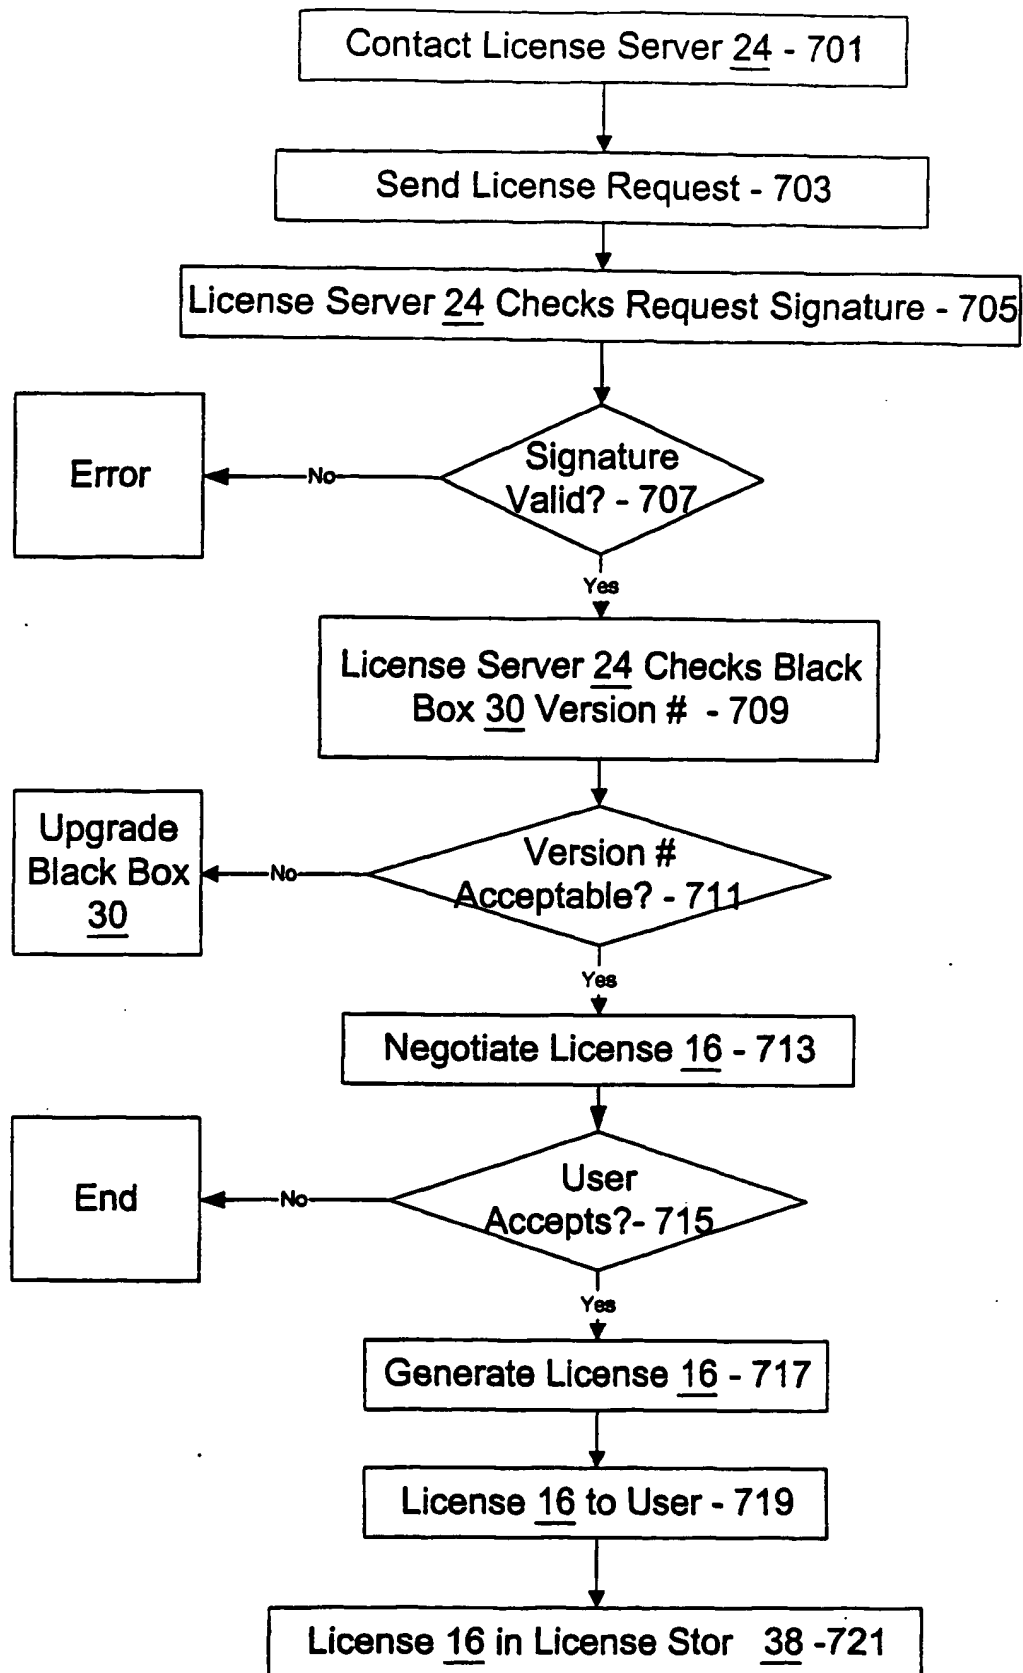 Contact License Server 24 - 701
Send License Request - 703
License Server 24 Checks Request Signature - 705
Signature
Valid? - 707
No
Error
Yes
License Server 24 Checks Black
Box 30 Version # - 709
Version #
Acceptable? - 711
No
Upgrade
Black Box
30
Yes
Negotiate License 16 - 713
User
Accepts?- 715
No
End
Yes
Generate License 16 - 717
License 16 to User - 719
License 16 in License Stor 38 -721